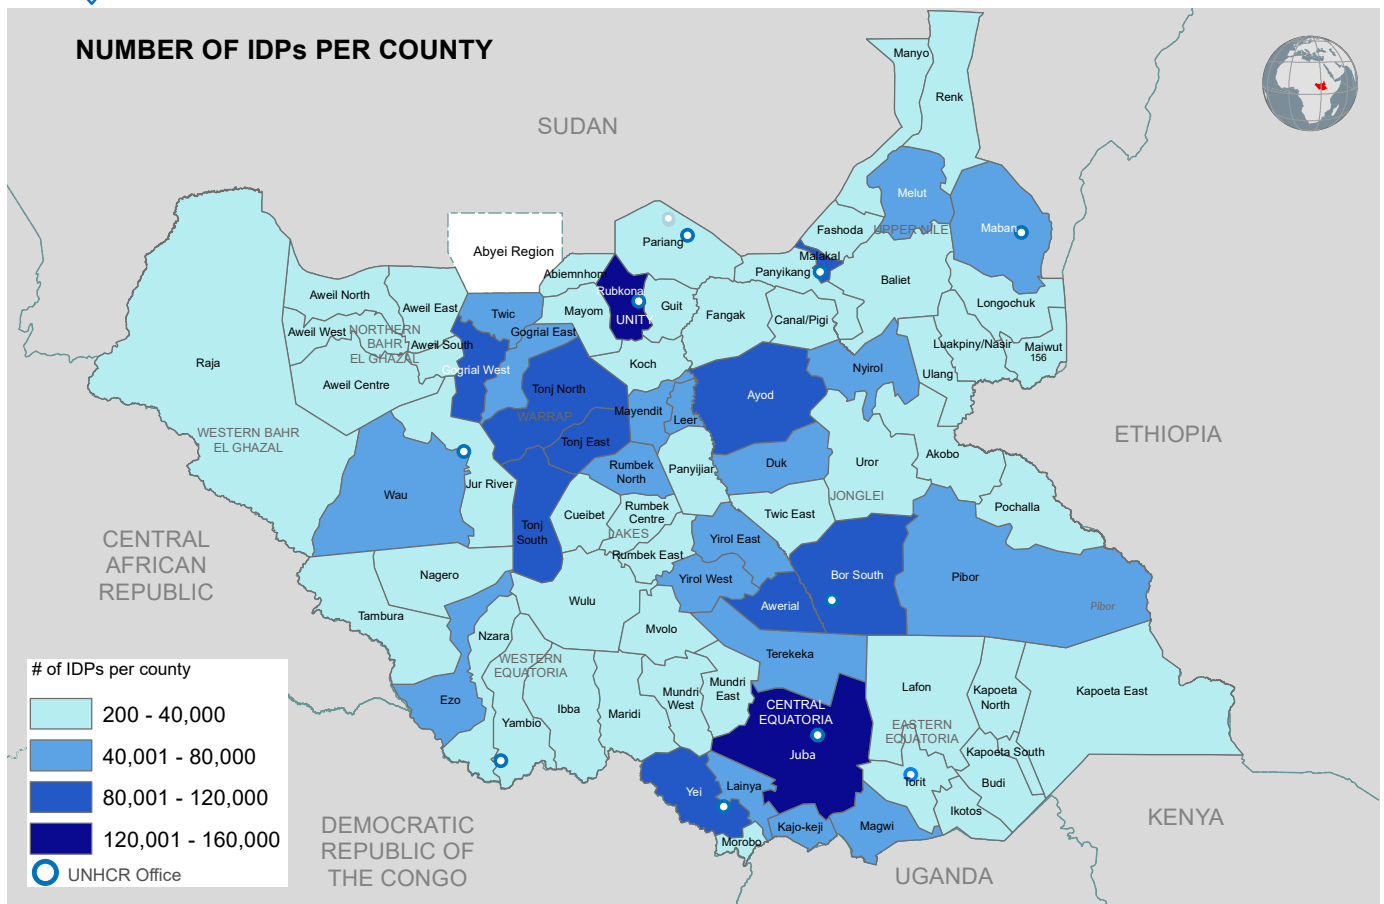 NUMBER OF IDPs PER COUNTY
Manyo
Renk
SUDAN
Melut
Maban
Fashoda
UPPER NILE
Abyei Region
Pariang
Malakal
Panyikang
Baliet
Abiemnhom
Rubkona
Aweil North
Aweil East
Longochuk
Twic
Mayom
UNITY
Guit
Fangak
Canal/Pigi
Aweil West
NORTHERN
BAHR
EL GHAZAL
Aweil South
Gogrial East
Luakpiny/Nasir
Maiwut
156
Raja
Gogrial West
Koch
Nyirol
Ulang
Aweil Centre
Tonj North
Ayod
WARRAP
Mayendit
Leer
ETHIOPIA
WESTERN BAHR
EL GHAZAL
Tonj East
Akobo
Rumbek
North
Panyijiar
Duk
Uror
Wau
Jur River
JONGLEI
Pochalla
Cueibet
Rumbek
Centre
Twic East
Tonj
South
LAKES
Yirol East
CENTRAL
AFRICAN
REPUBLIC
Rumbek East
Nagero
Yirol West
Bor South
Pibor
Pibor
Wulu
Awerial
Tambura
Nzara
Mvolo
Terekeka
WESTERN
EQUATORIA
# of IDPs per county
200 - 40,000
40,001 - 80,000
80,001 - 120,000
120,001 - 160,000
UNHCR Office
Ezo
Yambio
Ibba
Maridi
Mundri
West
Mundri
East
Lafon
Kapoeta
North
Kapoeta East
CENTRAL
EQUATORIA
EASTERN
EQUATORIA
Juba
Kapoeta South
Torit
Budi
Yei
Lainya
Ikotos
Kajo-keji
Magwi
Morobo
KENYA
DEMOCRATIC
REPUBLIC OF
THE CONGO
UGANDA